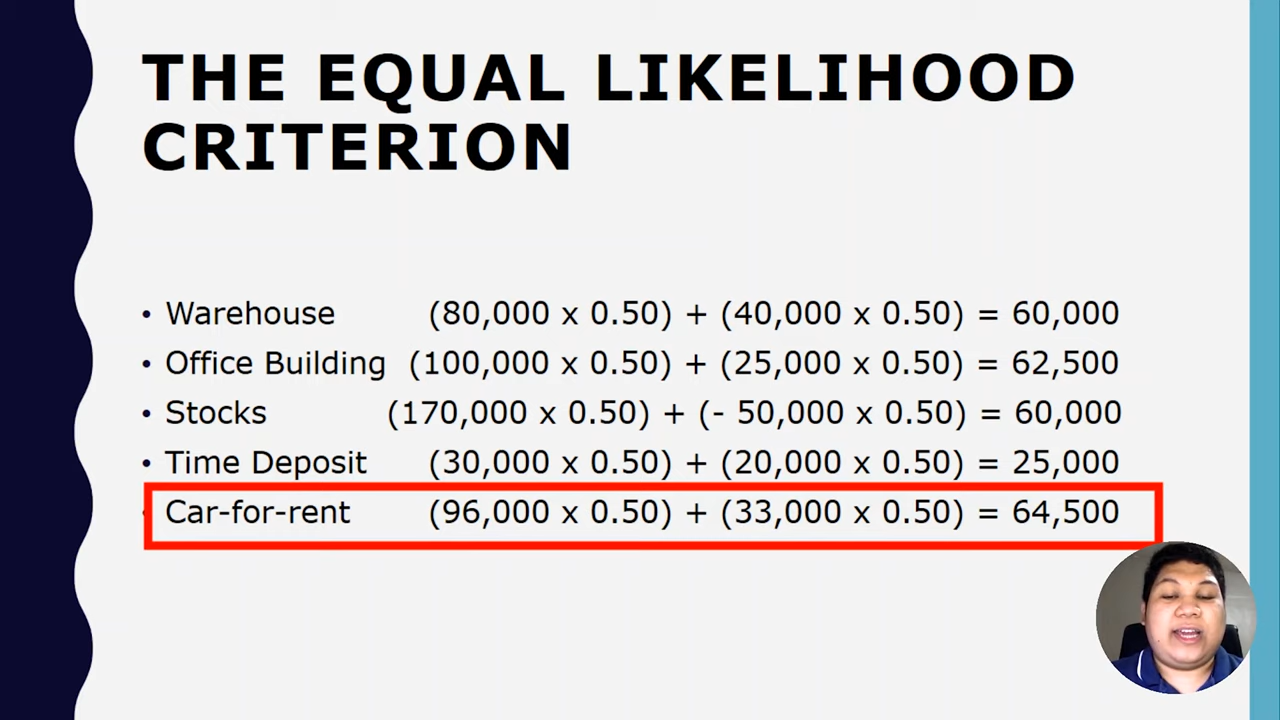 THE EQUAL LIKELIHOOD
CRITERION
• Warehouse (80,000 x 0.50) + (40,000 x 0.50) = 60,000
• Office Building (100,000 x 0.50) + (25,000 x 0.50) = 62,500
• Stocks (170,000 x 0.50) + (- 50,000 x 0.50) = 60,000
• Time Deposit (30,000 x 0.50) + (20,000 x 0.50) = 25,000
• Car-for-rent (96,000 x 0.50) + (33,000 x 0.50) = 64,500